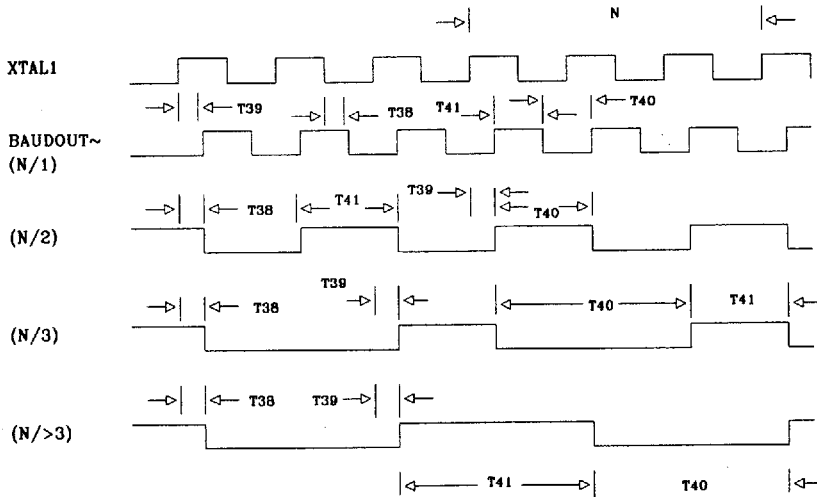 N
XTAL1
T39 T38 T41 T40
BAUDOUT~
(N/1)
T38 T41 T39 T40
(N/2)
T38 T39 T40 T41
(N/3)
T38 T39
(N/>3)
T41 T40